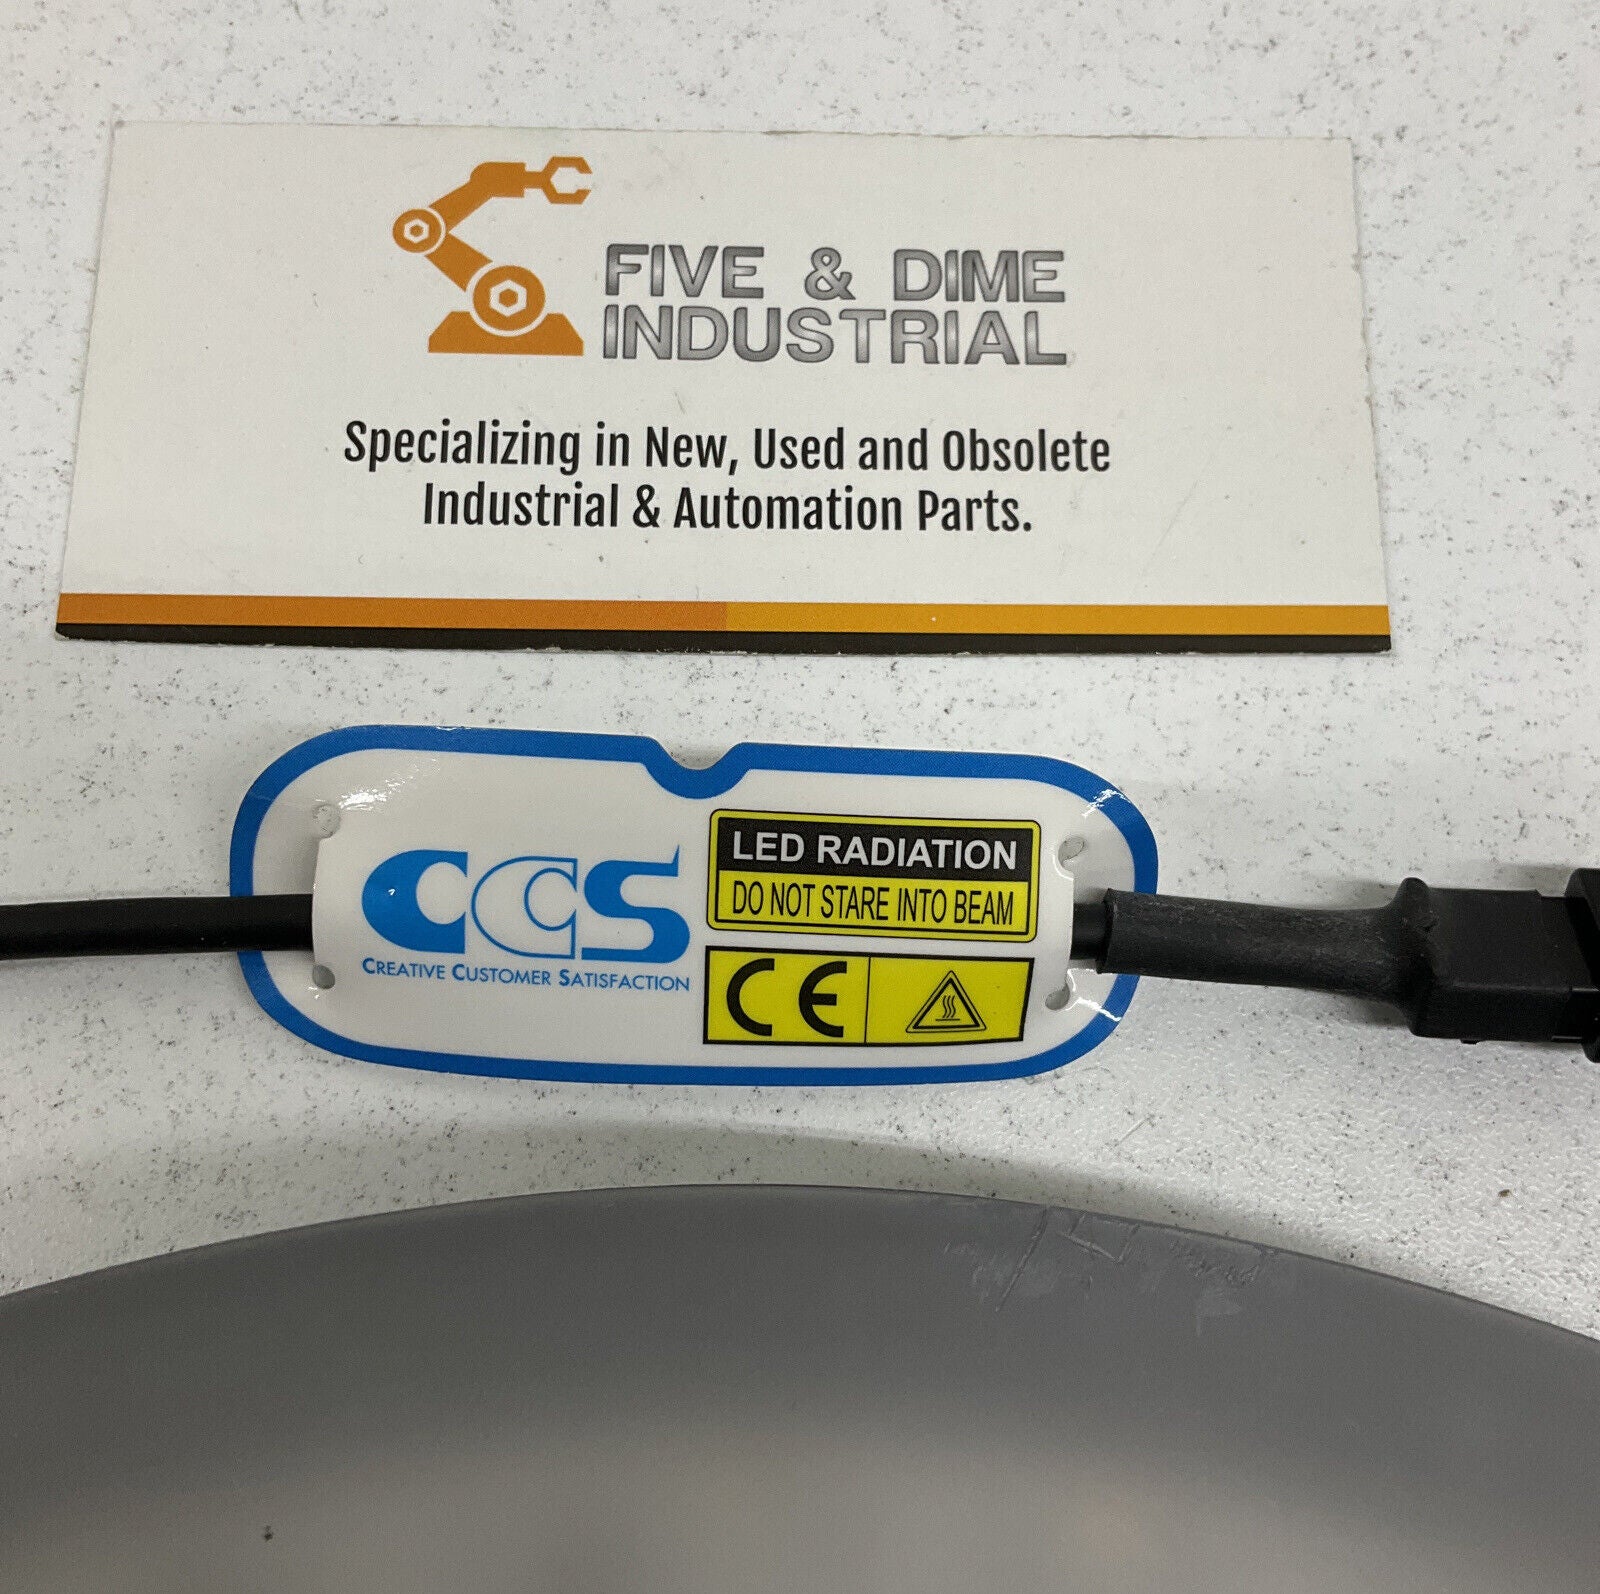 FIVE & DIME
INDUSTRIAL
Specializing in New, Used and Obsolete
Industrial & Automation Parts.
CCS
CREATIVE CUSTOMER SATISFACTION
LED RADIATION
DO NOT STARE INTO BEAM
CE